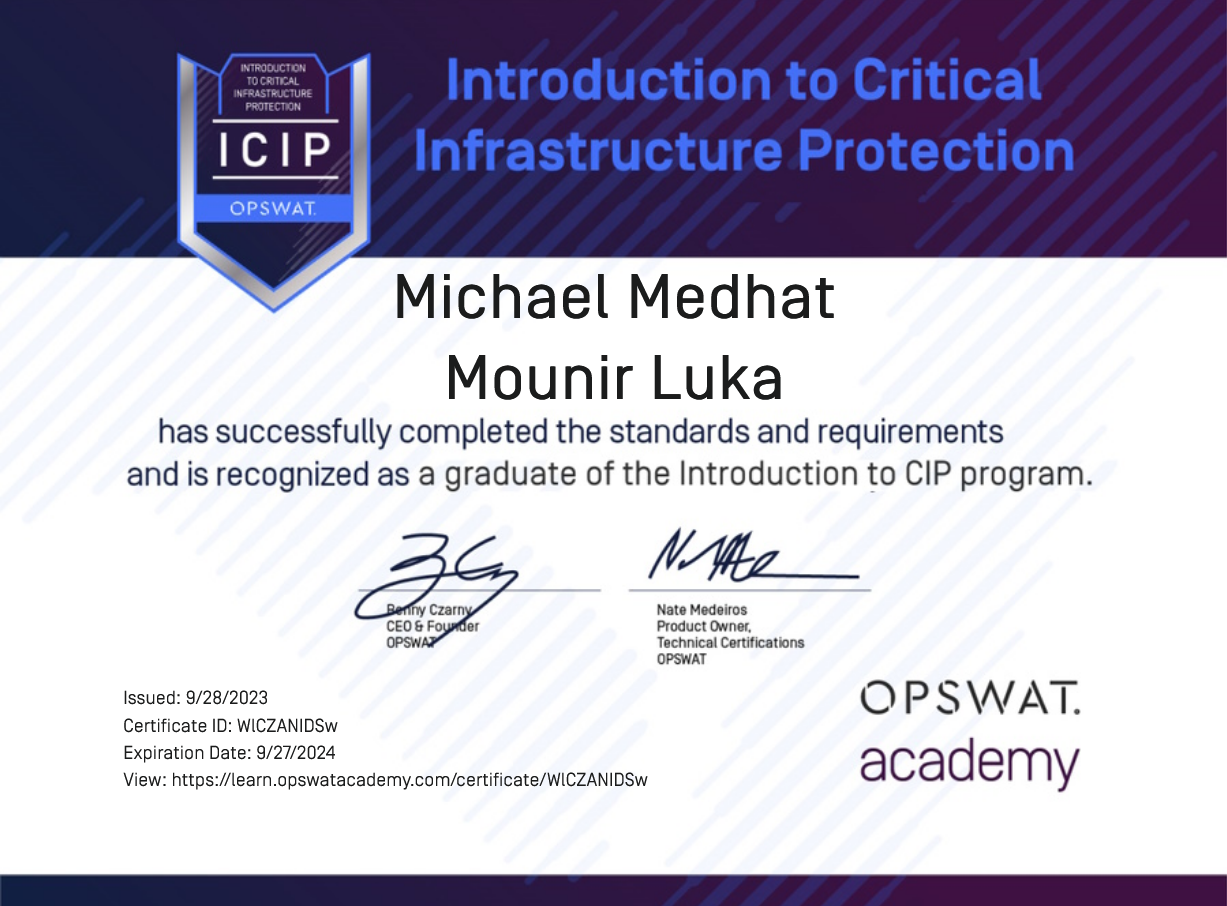 INTRODUCTION
TO CRITICAL
INFRASTRUCTURE
PROTECTION
ICIP
OPSWAT.
Introduction to Critical
Infrastructure Protection
Michael Medhat
Mounir Luka
has successfully completed the standards and requirements
and is recognized as a graduate of the Introduction to CIP program.
Benny Czarny
CEO & Founder
OPSWAT
Nate Medeiros
Product Owner,
Technical Certifications
OPSWAT
Issued: 9/28/2023
Certificate ID: WlCZANIDSw
Expiration Date: 9/27/2024
View: https://learn.opswatacademy.com/certificate/WlCZANIDSw
OPSWAT.
academy